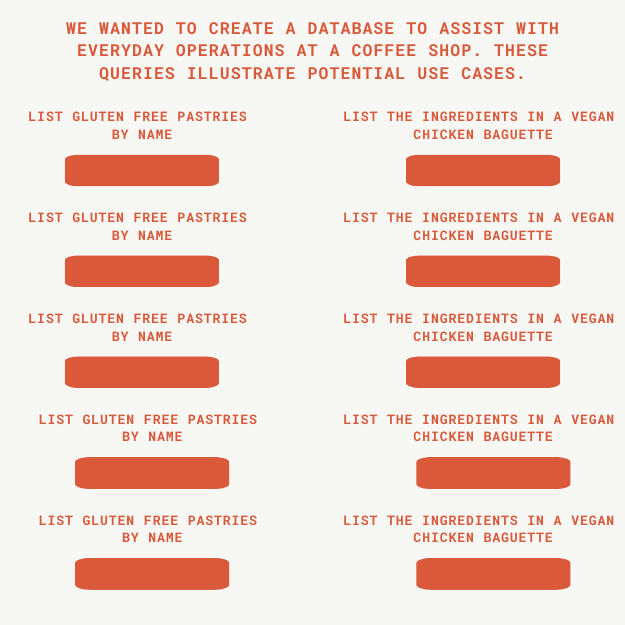 WE WANTED TO CREATE A DATABASE TO ASSIST WITH
EVERYDAY OPERATIONS AT A COFFEE SHOP. THESE
QUERIES ILLUSTRATE POTENTIAL USE CASES.
LIST GLUTEN FREE PASTRIES
BY NAME
LIST THE INGREDIENTS IN A VEGAN
CHICKEN BAGUETTE
LIST GLUTEN FREE PASTRIES
BY NAME
LIST THE INGREDIENTS IN A VEGAN
CHICKEN BAGUETTE
LIST GLUTEN FREE PASTRIES
BY NAME
LIST THE INGREDIENTS IN A VEGAN
CHICKEN BAGUETTE
LIST GLUTEN FREE PASTRIES
BY NAME
LIST THE INGREDIENTS IN A VEGAN
CHICKEN BAGUETTE
LIST GLUTEN FREE PASTRIES
BY NAME
LIST THE INGREDIENTS IN A VEGAN
CHICKEN BAGUETTE